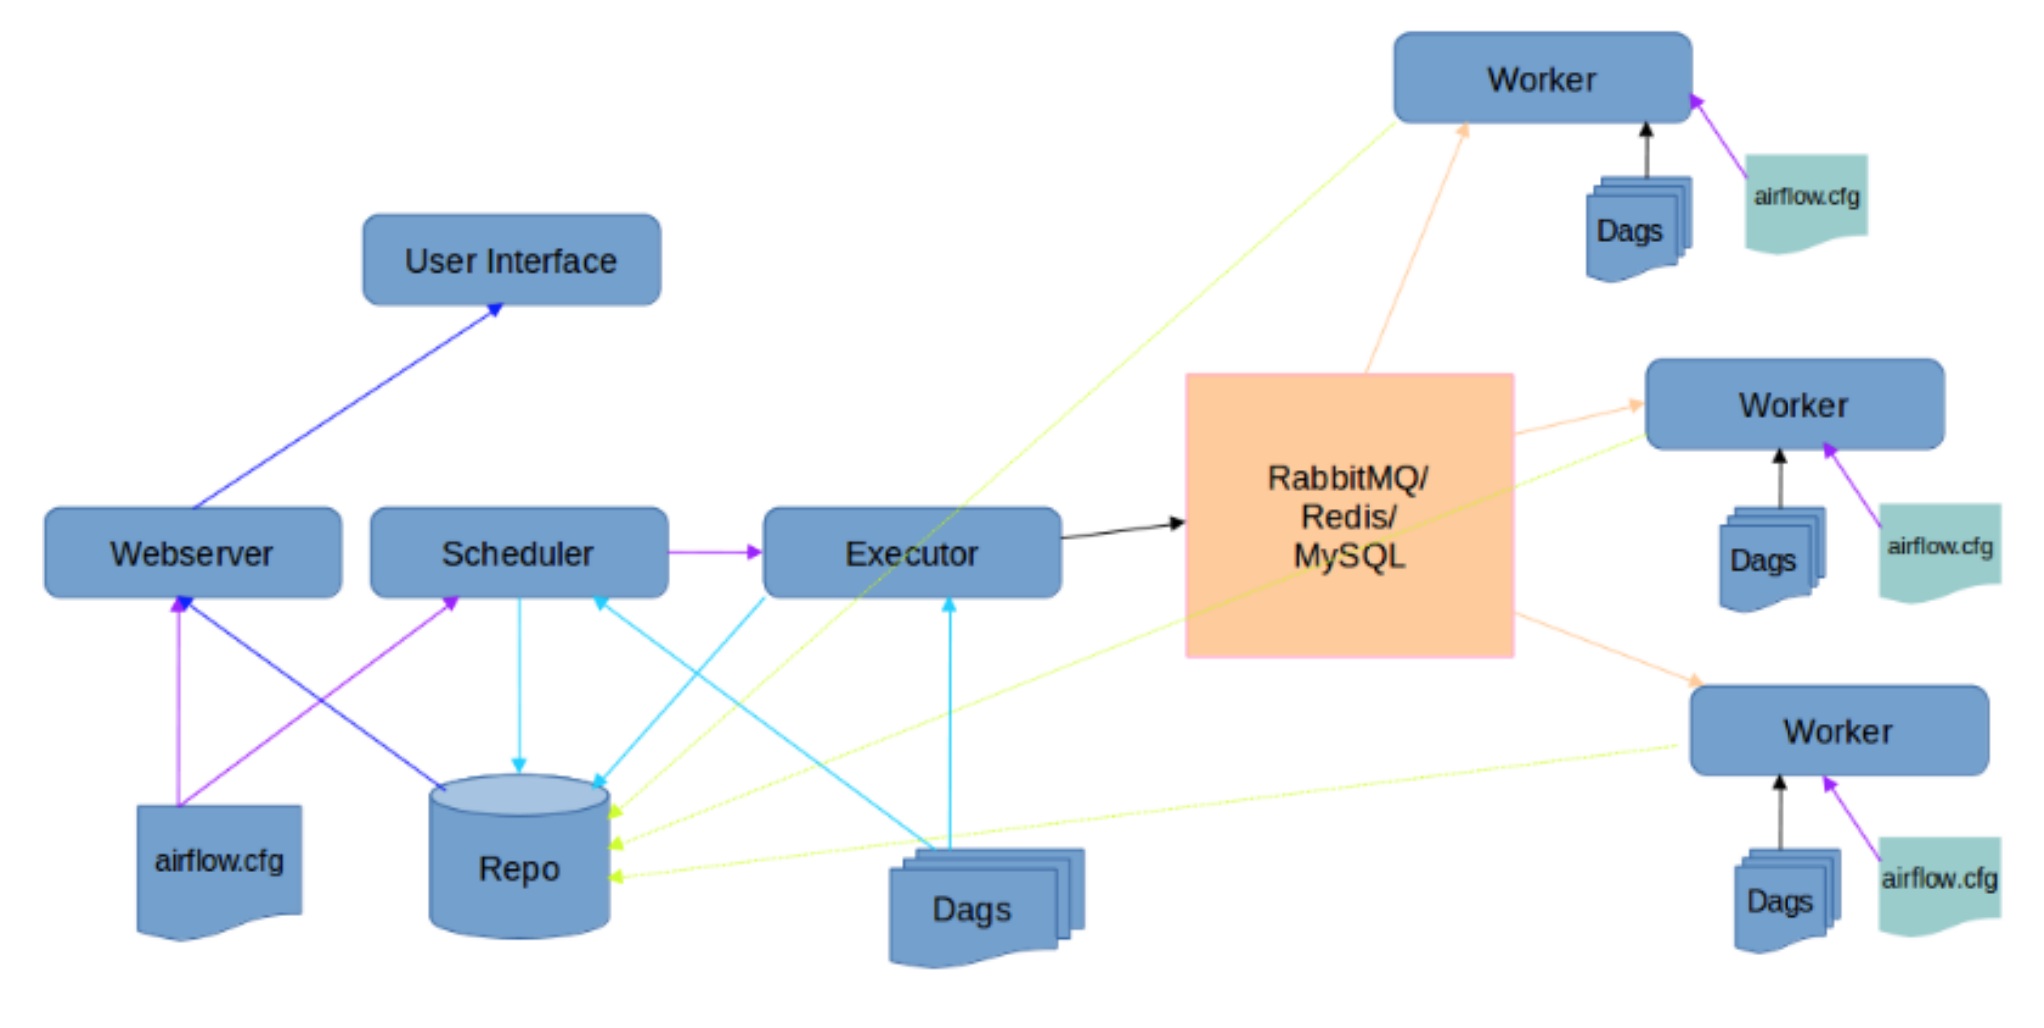 Worker
airflow.cfg
Dags
User Interface
Worker
RabbitMQ/
Redis/
MySQL
Webserver
Scheduler
Executor
airflow.cfg
Dags
Worker
airflow.cfg
Repo
Dags
airflow.cfg
Dags